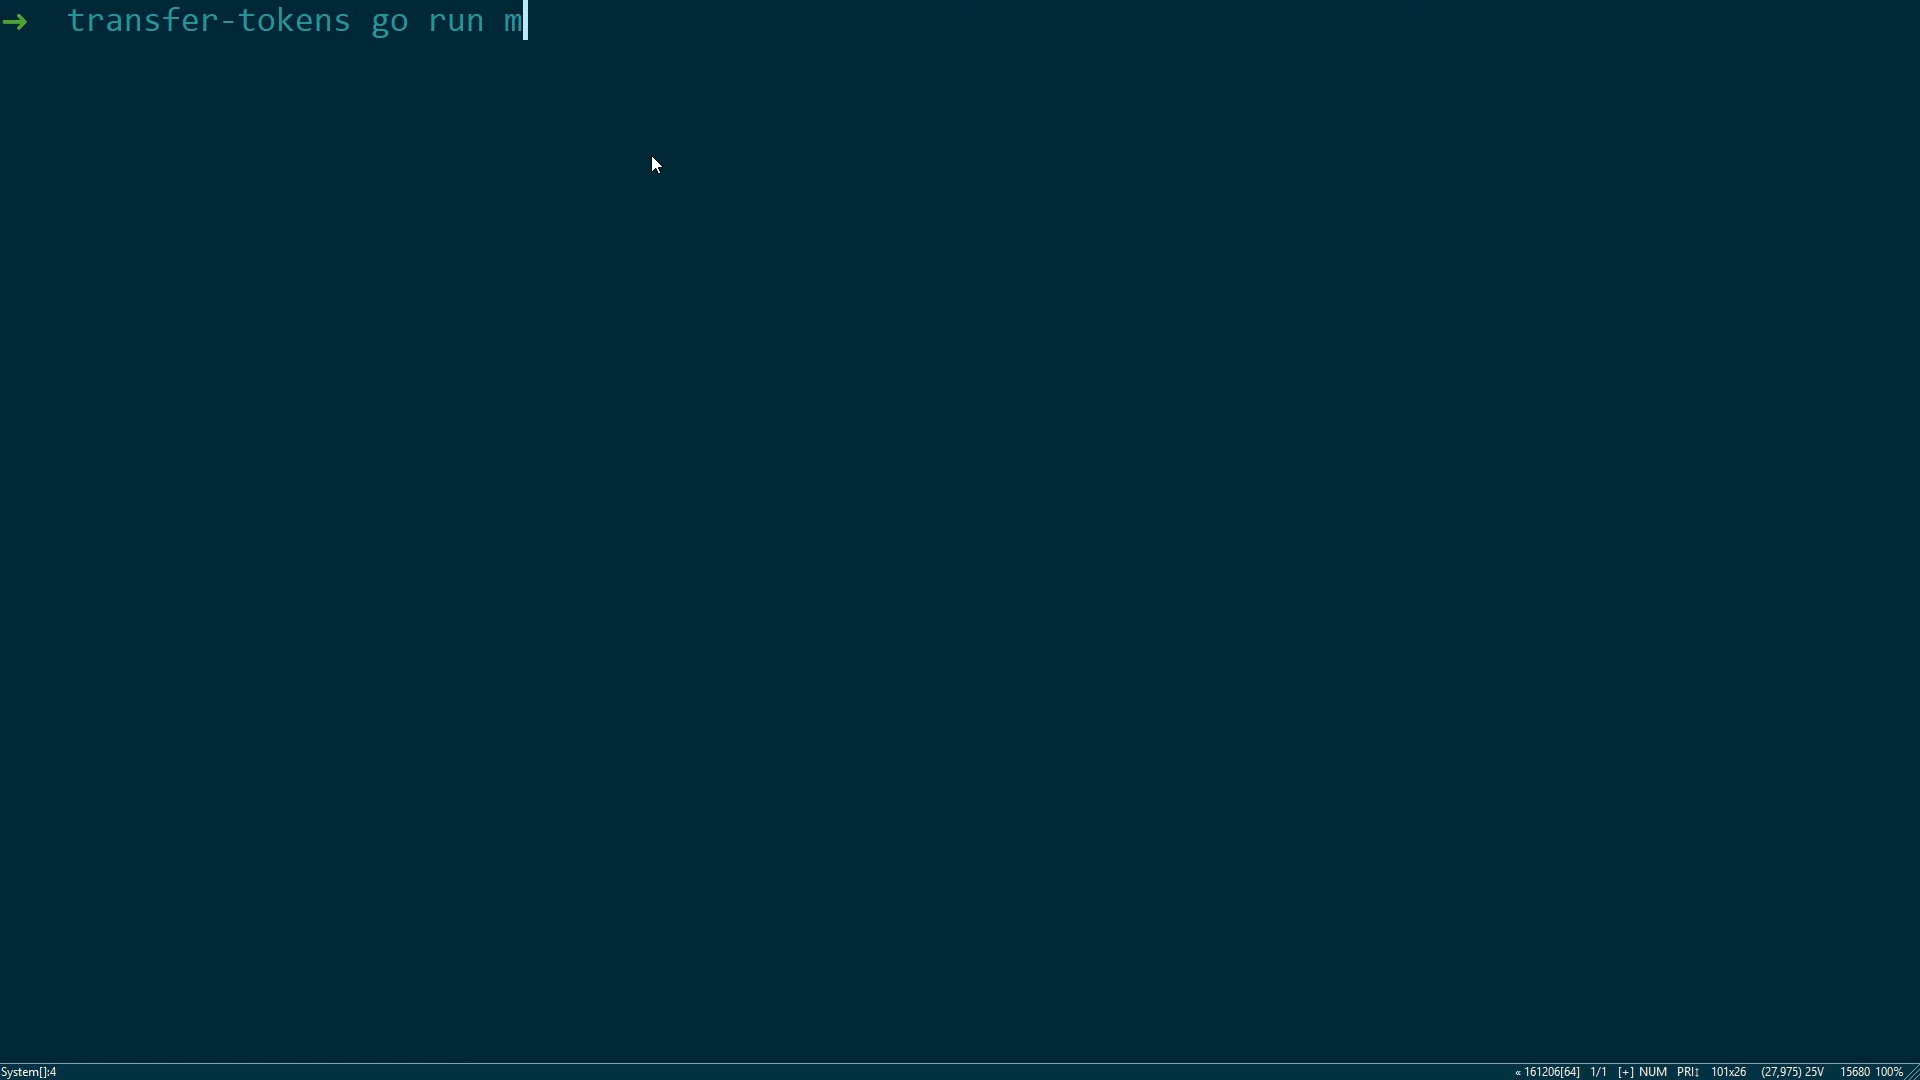 ➜  transfer-tokens go run m
System[]:4
« 161206[64] 1/1 [+] NUM PRI↕ 101x26 (27,975) 25V 15680 100%